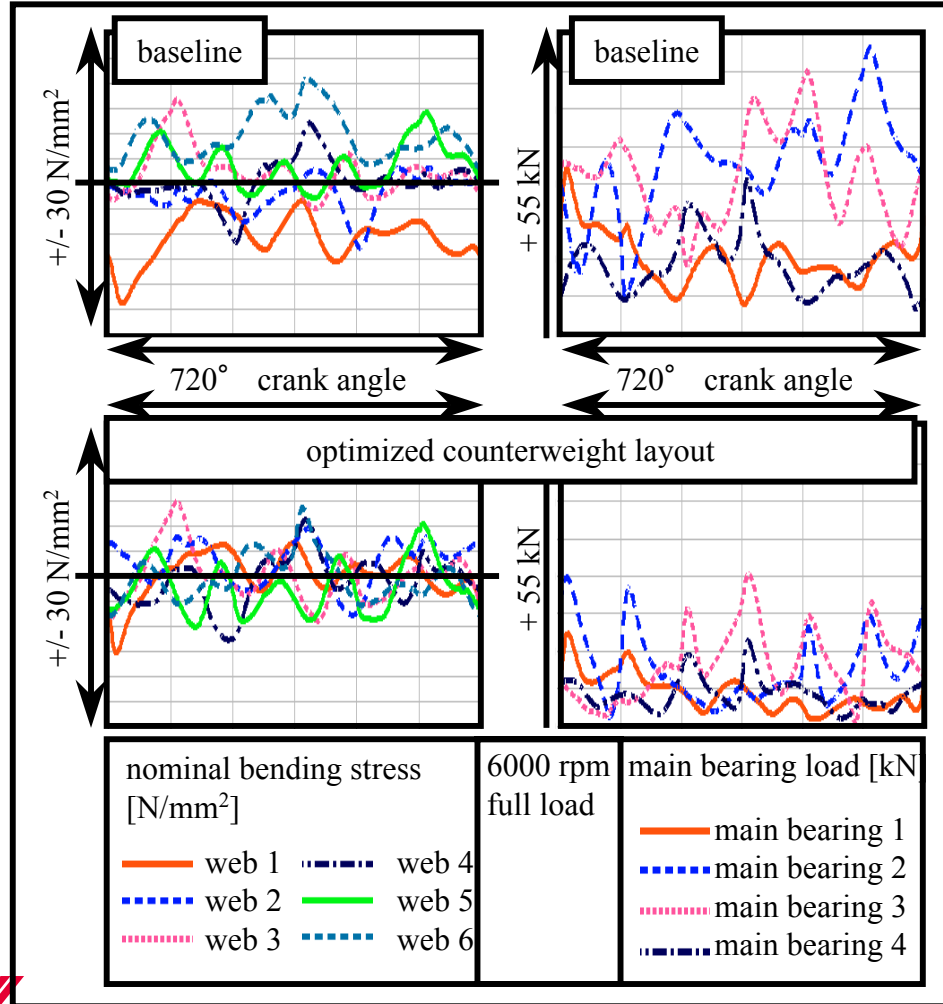 baseline
baseline
+/- 30 N/mm²
+ 55 kN
720° crank angle
720° crank angle
optimized counterweight layout
+/- 30 N/mm²
+ 55 kN
nominal bending stress
[N/mm²]
web 1
web 2
web 3
web 4
web 5
web 6
6000 rpm
full load
main bearing load [kN]
main bearing 1
main bearing 2
main bearing 3
main bearing 4